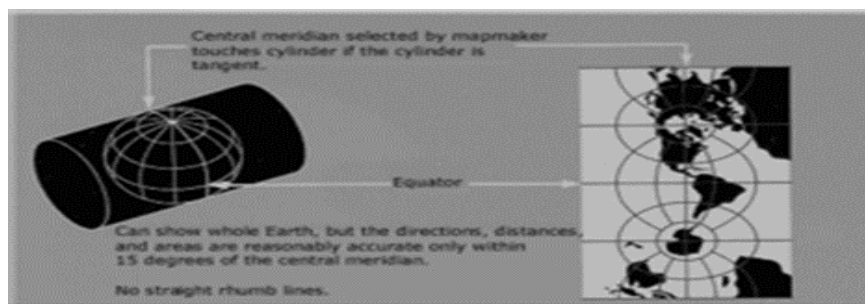 Central meridian selected by mapmaker
touches cylinder if the cylinder is
tangent.
Equator
Can show whole Earth, but the directions, distances,
and areas are reasonably accurate only within
15 degrees of the central meridian.
No straight rhumb lines.